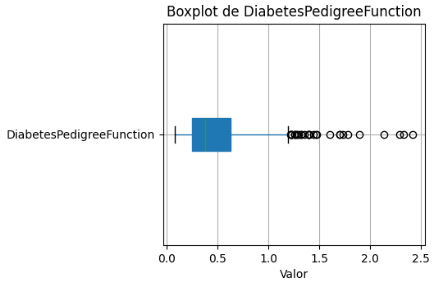 Boxplot de DiabetesPedigreeFunction
DiabetesPedigreeFunction
0.0 0.5 1.0 1.5 2.0 2.5
Valor